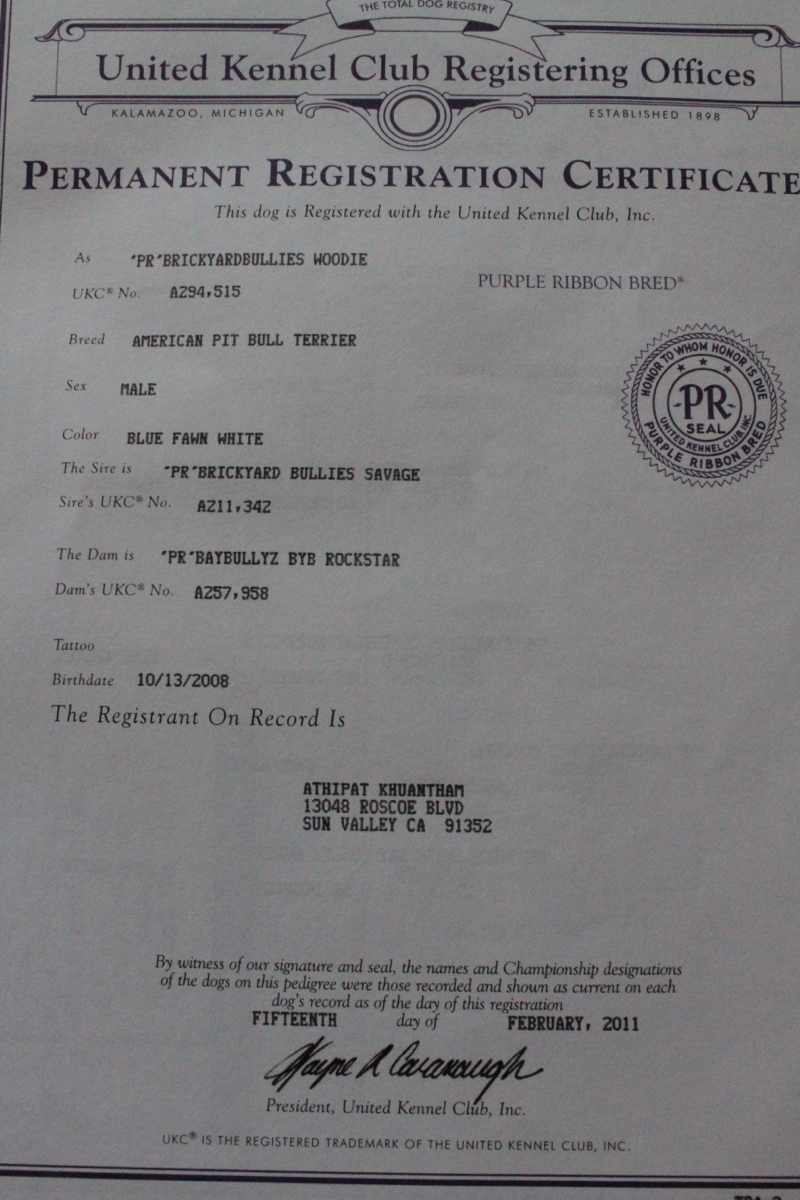 THE TOTAL DOG REGISTRY
United Kennel Club Registering Offices
KALAMAZOO, MICHIGAN
ESTABLISHED 1898
PERMANENT REGISTRATION CERTIFICATE
This dog is Registered with the United Kennel Club, Inc.
As 'PR'BRICKYARDBULLIES WOODIE
UKC® No. A294,515
PURPLE RIBBON BRED®
Breed AMERICAN PIT BULL TERRIER
Sex MALE
HONOR TO WHOM HONOR IS DUE
-PR-
SEAL
UNITED KENNEL CLUB, INC.
PURPLE RIBBON BRED
Color BLUE FAWN WHITE
The Sire is 'PR'BRICKYARD BULLIES SAVAGE
Sire's UKC® No. A211,342
The Dam is 'PR'BAYBULLYZ BYB ROCKSTAR
Dam's UKC® No. A257,958
Tattoo
Birthdate 10/13/2008
The Registrant On Record Is
ATHIPAT KHUANTHAM
13048 ROSCOE BLVD
SUN VALLEY CA 91352
By witness of our signature and seal, the names and Championship designations
of the dogs on this pedigree were those recorded and shown as current on each
dog's record as of the day of this registration
FIFTEENTH day of FEBRUARY, 2011
Wayne R Cavanaugh
President, United Kennel Club, Inc.
UKC® IS THE REGISTERED TRADEMARK OF THE UNITED KENNEL CLUB, INC.